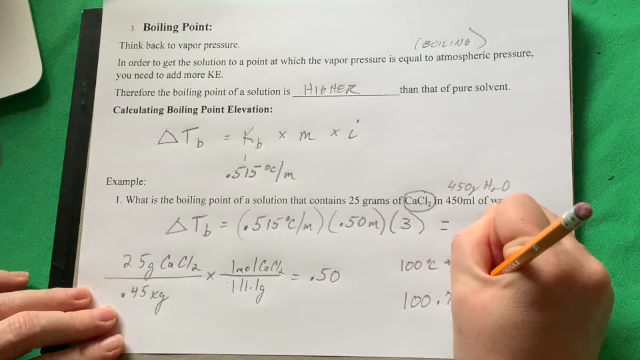 3. Boiling Point:
Think back to vapor pressure.
(BOILING)
In order to get the solution to a point at which the vapor pressure is equal to atmospheric pressure,
you need to add more KE.
Therefore the boiling point of a solution is HIGHER than that of pure solvent.
Calculating Boiling Point Elevation:
△Tb = Kb × m × i
.515°C/m
Example:
450g H2O
1. What is the boiling point of a solution that contains 25 grams of CaCl2 in 450ml of
△Tb = (.515°C/m)(.50m)(3) =
25g CaCl2 × 1mol CaCl2 = .50
.45kg 111.1g
100°C +
100.7